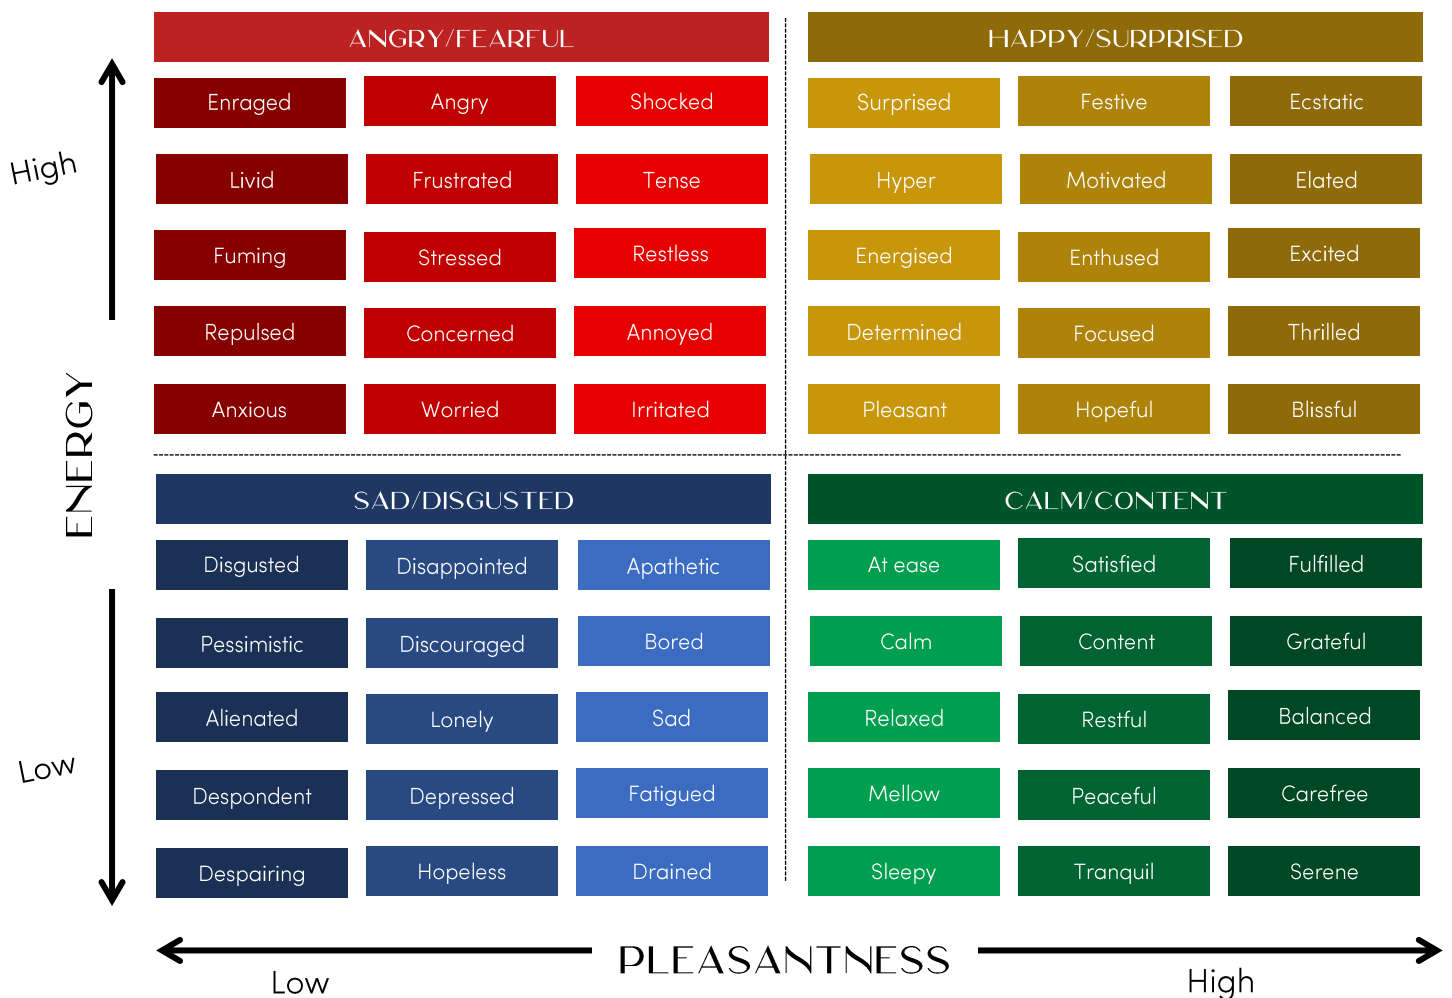 ANGRY/FEARFUL
HAPPY/SURPRISED
Enraged Angry Shocked
Surprised Festive Ecstatic
High
Livid Frustrated Tense
Hyper Motivated Elated
Fuming Stressed Restless
Energised Enthused Excited
Repulsed Concerned Annoyed
Determined Focused Thrilled
Anxious Worried Irritated
Pleasant Hopeful Blissful
ENERGY
SAD/DISGUSTED
CALM/CONTENT
Disgusted Disappointed Apathetic
At ease Satisfied Fulfilled
Pessimistic Discouraged Bored
Calm Content Grateful
Alienated Lonely Sad
Relaxed Restful Balanced
Low
Despondent Depressed Fatigued
Mellow Peaceful Carefree
Despairing Hopeless Drained
Sleepy Tranquil Serene
PLEASANTNESS
Low
High